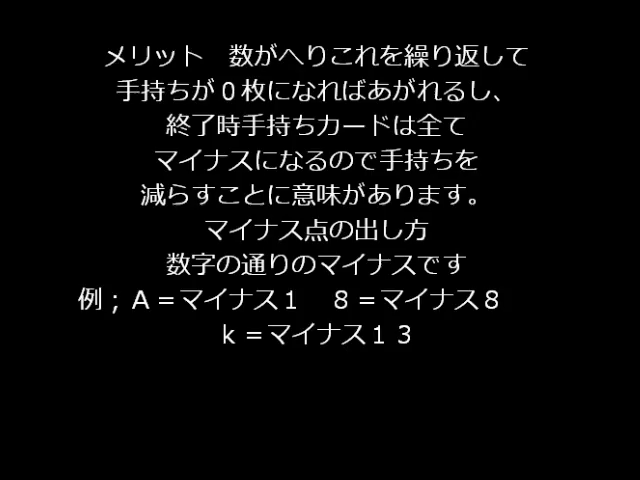 メリット　数がへりこれを繰り返して
手持ちが０枚になればあがれるし、
終了時手持ちカードは全て
マイナスになるので手持ちを
減らすことに意味があります。
マイナス点の出し方
数字の通りのマイナスです
例；Ａ＝マイナス１　８＝マイナス８
ｋ＝マイナス１３